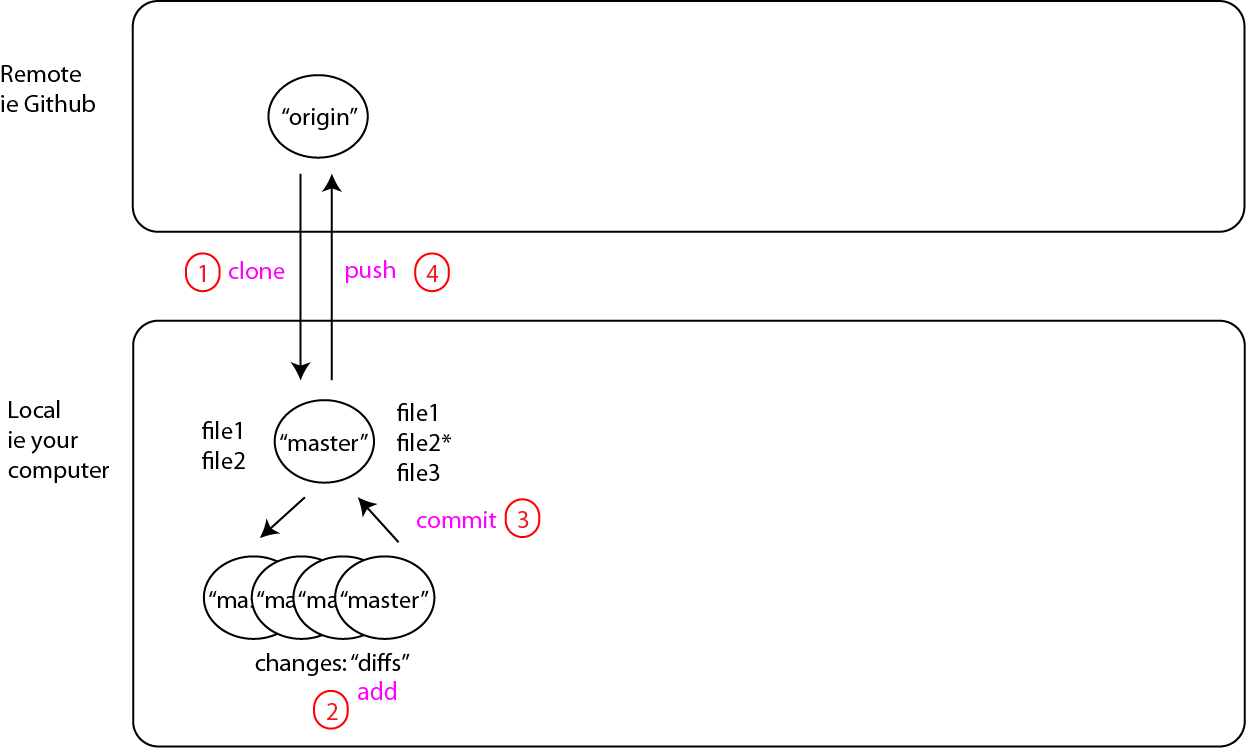 Remote
ie Github
“origin”
1 clone
push 4
Local
ie your
computer
file1
file2
“master”
file1
file2*
file3
commit 3
“ma
“ma
“ma
“master”
changes: “diffs”
add
2